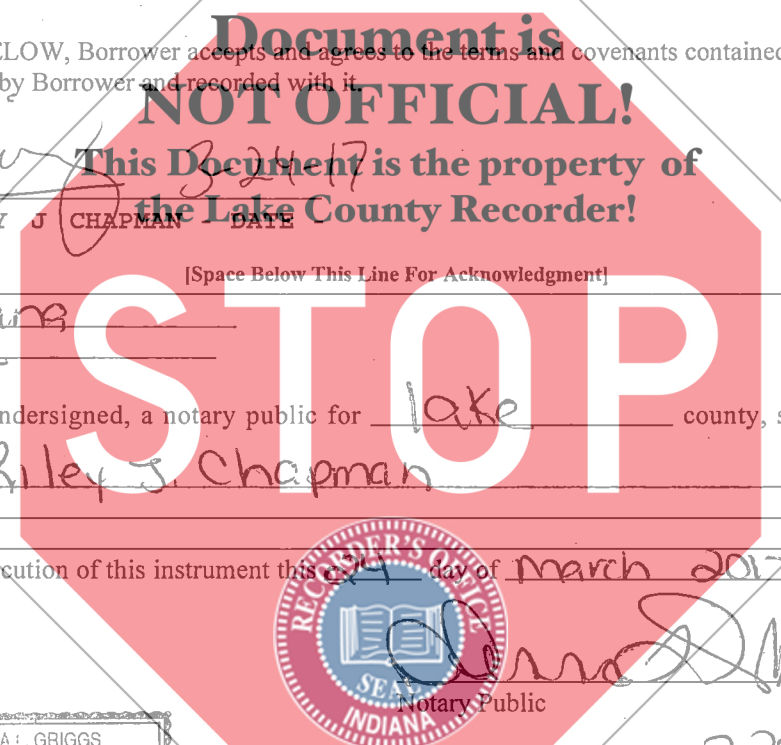 Document is
ELOW, Borrower accepts and agrees to the terms and covenants contained
by Borrower and recorded with it.
NOT OFFICIAL!
This Document is the property of
3-24-17
the Lake County Recorder!
Y J CHAPMAN - DATE -
[Space Below This Line For Acknowledgment]
STOP
ndersigned, a notary public for lake county, s
iley J. Chapman
cution of this instrument this 24 day of March 2017
RECORDER'S OFFICE
SEAL
INDIANA
Notary Public
GRIGGS